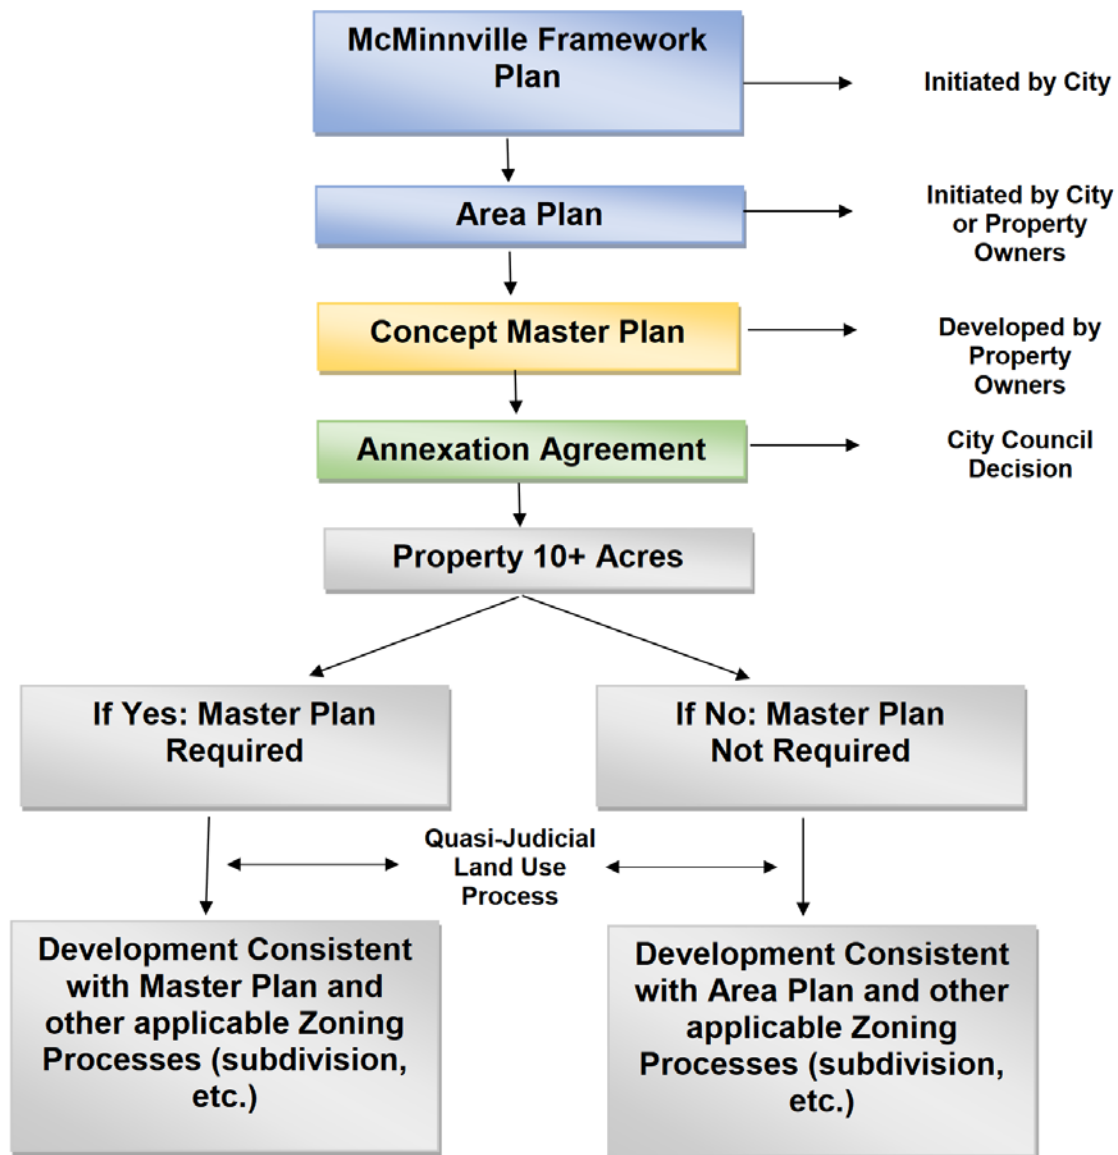 McMinnville Framework
Plan
Initiated by City
Area Plan
Initiated by City
or Property
Owners
Concept Master Plan
Developed by
Property
Owners
Annexation Agreement
City Council
Decision
Property 10+ Acres
If Yes: Master Plan
Required
If No: Master Plan
Not Required
Quasi-Judicial
Land Use
Process
Development Consistent
with Master Plan and
other applicable Zoning
Processes (subdivision,
etc.)
Development Consistent
with Area Plan and other
applicable Zoning
Processes (subdivision,
etc.)